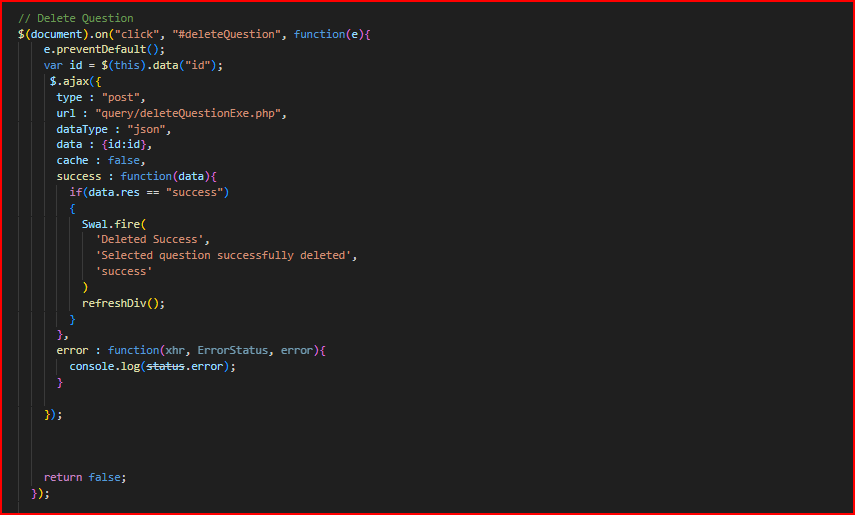 // Delete Question
$(document).on("click", "#deleteQuestion", function(e){
e.preventDefault();
var id = $(this).data("id");
$.ajax({
type : "post",
url : "query/deleteQuestionExe.php",
dataType : "json",
data : {id:id},
cache : false,
success : function(data){
if(data.res == "success")
{
Swal.fire(
'Deleted Success',
'Selected question successfully deleted',
'success'
)
refreshDiv();
}
},
error : function(xhr, ErrorStatus, error){
console.log(status.error);
}
});
return false;
});